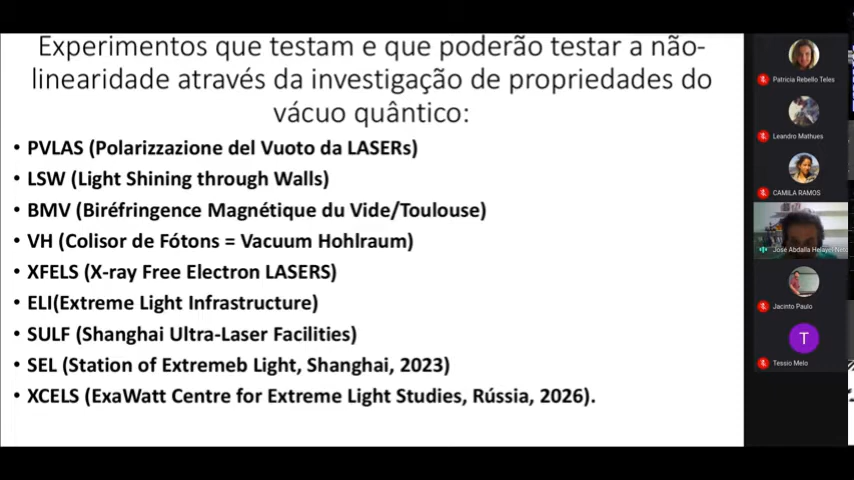 Experimentos que testam e que poderão testar a não-
linearidade através da investigação de propriedades do
vácuo quântico:
• PVLAS (Polarizzazione del Vuoto da LASERs)
• LSW (Light Shining through Walls)
• BMV (Biréfringence Magnétique du Vide/Toulouse)
• VH (Colisor de Fótons = Vacuum Hohlraum)
• XFELS (X-ray Free Electron LASERS)
• ELI(Extreme Light Infrastructure)
• SULF (Shanghai Ultra-Laser Facilities)
• SEL (Station of Extremeb Light, Shanghai, 2023)
• XCELS (ExaWatt Centre for Extreme Light Studies, Rússia, 2026).
Patricia Rebello Teles
Leandro Mathues
CAMILA RAMOS
José Abdalla Helayel Neto
Jacinto Paulo
T
Tessio Melo